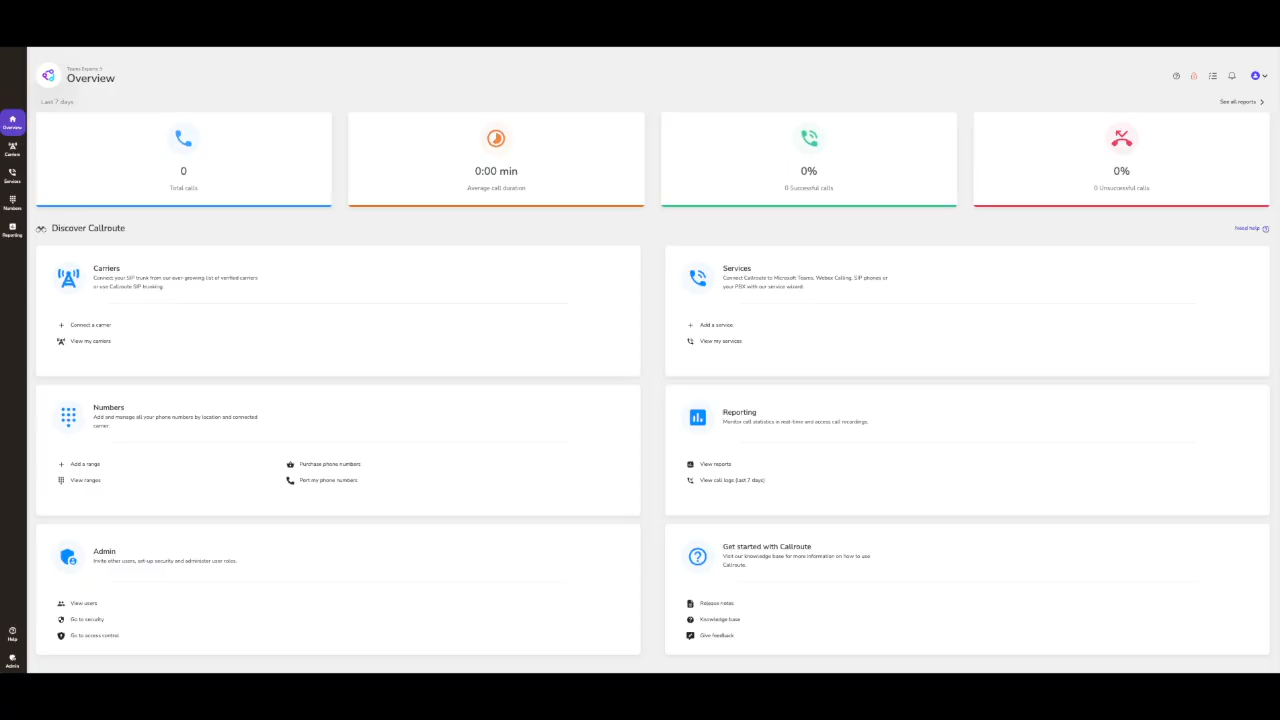 Teams Experts 5
Overview
Last 7 days
See all reports
0
Total calls
0:00 min
Average call duration
0%
0 Successful calls
0%
0 Unsuccessful calls
Overview
Carriers
Services
Numbers
Reporting
Help
Admin
Discover Callroute
Need help
Carriers
Connect your SIP trunk from our ever-growing list of verified carriers
or use Callroute SIP trunking.
Connect a carrier
View my carriers
Services
Connect Callroute to Microsoft Teams, Webex Calling, SIP phones or
your PBX with our service wizard.
Add a service
View my services
Numbers
Add and manage all your phone numbers by location and connected
carrier.
Add a range
View ranges
Purchase phone numbers
Port my phone numbers
Reporting
Monitor call statistics in real-time and access call recordings.
View reports
View call logs (last 7 days)
Admin
Invite other users, set-up security and administer user roles.
View users
Go to security
Go to access control
Get started with Callroute
Visit our knowledge base for more information on how to use
Callroute.
Release notes
Knowledge base
Give feedback